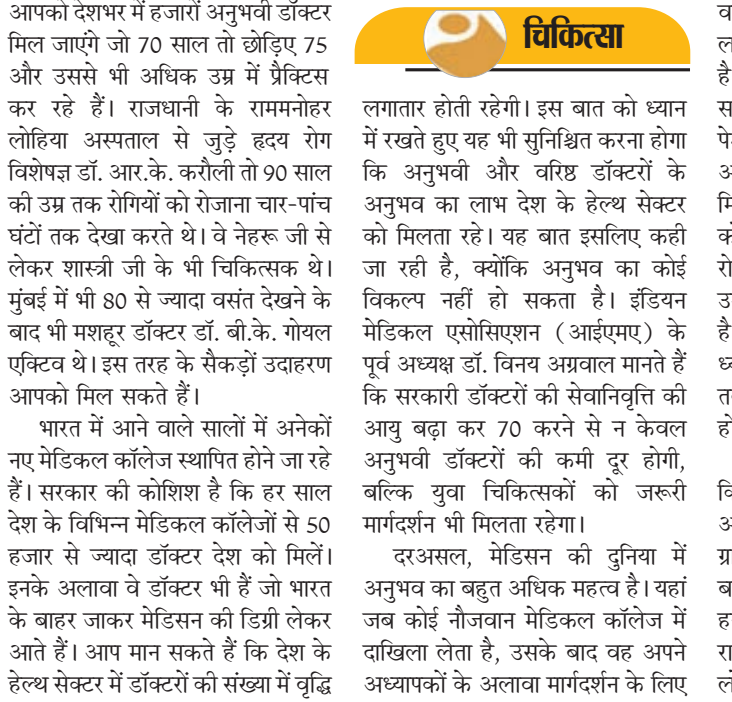 आपको देशभर में हजारों अनुभवी डॉक्टर
मिल जाएंगे जो 70 साल तो छोड़िए 75
और उससे भी अधिक उम्र में प्रैक्टिस
कर रहे हैं। राजधानी के राममनोहर
लोहिया अस्पताल से जुड़े हृदय रोग
विशेषज्ञ डॉ. आर.के. करौली तो 90 साल
की उम्र तक रोगियों को रोजाना चार-पांच
घंटों तक देखा करते थे। वे नेहरू जी से
लेकर शास्त्री जी के भी चिकित्सक थे।
मुंबई में भी 80 से ज्यादा वसंत देखने के
बाद भी मशहूर डॉक्टर डॉ. बी.के. गोयल
एक्टिव थे। इस तरह के सैकड़ों उदाहरण
आपको मिल सकते हैं।
भारत में आने वाले सालों में अनेकों
नए मेडिकल कॉलेज स्थापित होने जा रहे
हैं। सरकार की कोशिश है कि हर साल
देश के विभिन्न मेडिकल कॉलेजों से 50
हजार से ज्यादा डॉक्टर देश को मिलें।
इनके अलावा वे डॉक्टर भी हैं जो भारत
के बाहर जाकर मेडिसन की डिग्री लेकर
आते हैं। आप मान सकते हैं कि देश के
हेल्थ सेक्टर में डॉक्टरों की संख्या में वृद्धि
चिकित्सा
लगातार होती रहेगी। इस बात को ध्यान
में रखते हुए यह भी सुनिश्चित करना होगा
कि अनुभवी और वरिष्ठ डॉक्टरों के
अनुभव का लाभ देश के हेल्थ सेक्टर
को मिलता रहे। यह बात इसलिए कही
जा रही है, क्योंकि अनुभव का कोई
विकल्प नहीं हो सकता है। इंडियन
मेडिकल एसोसिएशन (आईएमए) के
पूर्व अध्यक्ष डॉ. विनय अग्रवाल मानते हैं
कि सरकारी डॉक्टरों की सेवानिवृत्ति की
आयु बढ़ा कर 70 करने से न केवल
अनुभवी डॉक्टरों की कमी दूर होगी,
बल्कि युवा चिकित्सकों को जरूरी
मार्गदर्शन भी मिलता रहेगा।
दरअसल, मेडिसन की दुनिया में
अनुभव का बहुत अधिक महत्व है। यहां
जब कोई नौजवान मेडिकल कॉलेज में
दाखिला लेता है, उसके बाद वह अपने
अध्यापकों के अलावा मार्गदर्शन के लिए